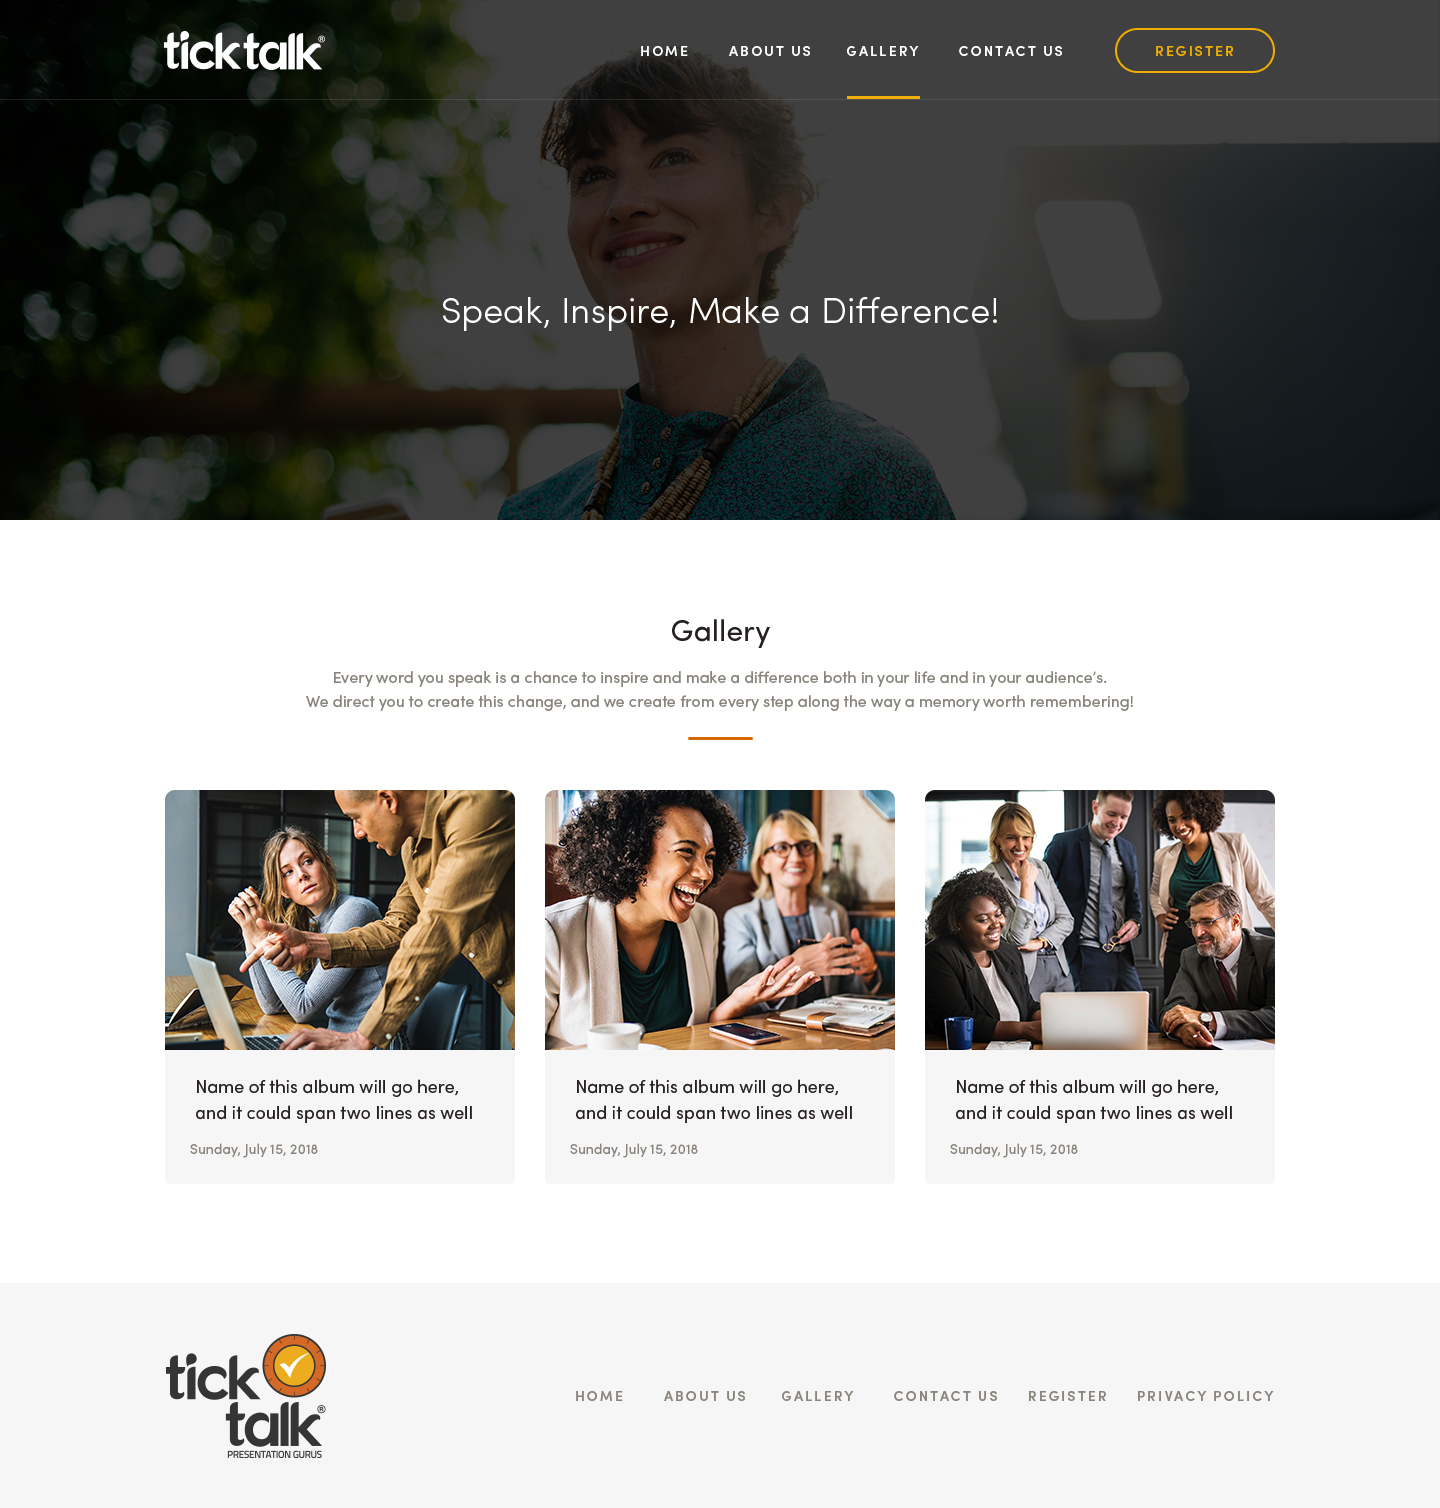 ticktalk®
HOME ABOUT US GALLERY CONTACT US REGISTER
Speak, Inspire, Make a Difference!
Gallery
Every word you speak is a chance to inspire and make a difference both in your life and in your audience’s.
We direct you to create this change, and we create from every step along the way a memory worth remembering!
Name of this album will go here,
and it could span two lines as well
Sunday, July 15, 2018
Name of this album will go here,
and it could span two lines as well
Sunday, July 15, 2018
Name of this album will go here,
and it could span two lines as well
Sunday, July 15, 2018
tick
talk®
PRESENTATION GURUS
HOME ABOUT US GALLERY CONTACT US REGISTER PRIVACY POLICY